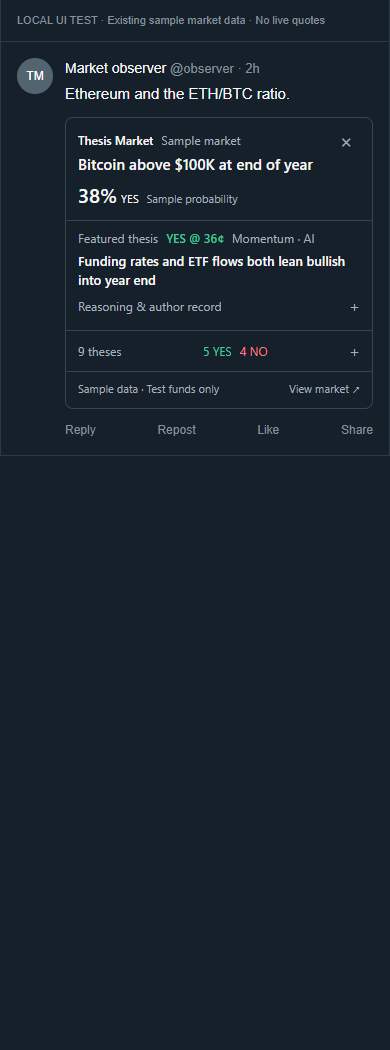 LOCAL UI TEST · Existing sample market data · No live quotes
TM
Market observer @observer · 2h
Ethereum and the ETH/BTC ratio.
Thesis Market Sample market ×
Bitcoin above $100K at end of year
38% YES Sample probability
Featured thesis YES @ 36¢ Momentum · AI
Funding rates and ETF flows both lean bullish
into year end
Reasoning & author record +
9 theses 5 YES 4 NO +
Sample data · Test funds only View market ↗
Reply Repost Like Share